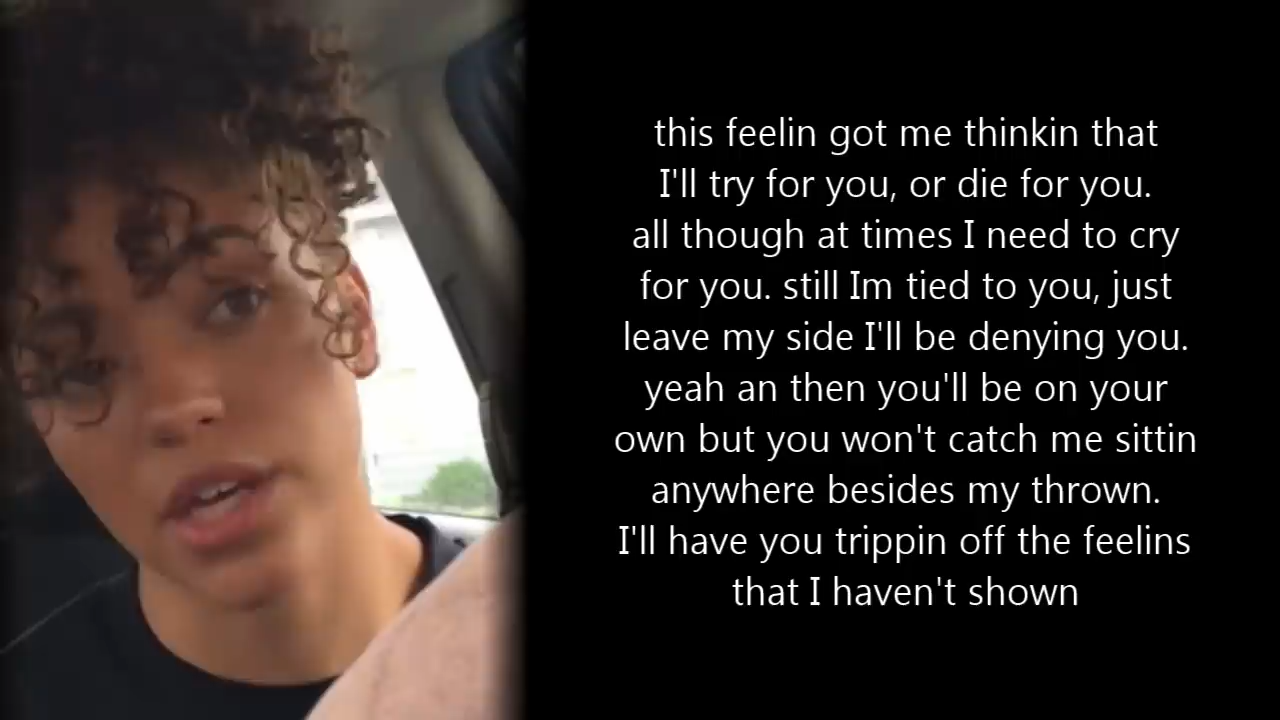 this feelin got me thinkin that
I'll try for you, or die for you.
all though at times I need to cry
for you. still Im tied to you, just
leave my side I'll be denying you.
yeah an then you'll be on your
own but you won't catch me sittin
anywhere besides my thrown.
I'll have you trippin off the feelins
that I haven't shown